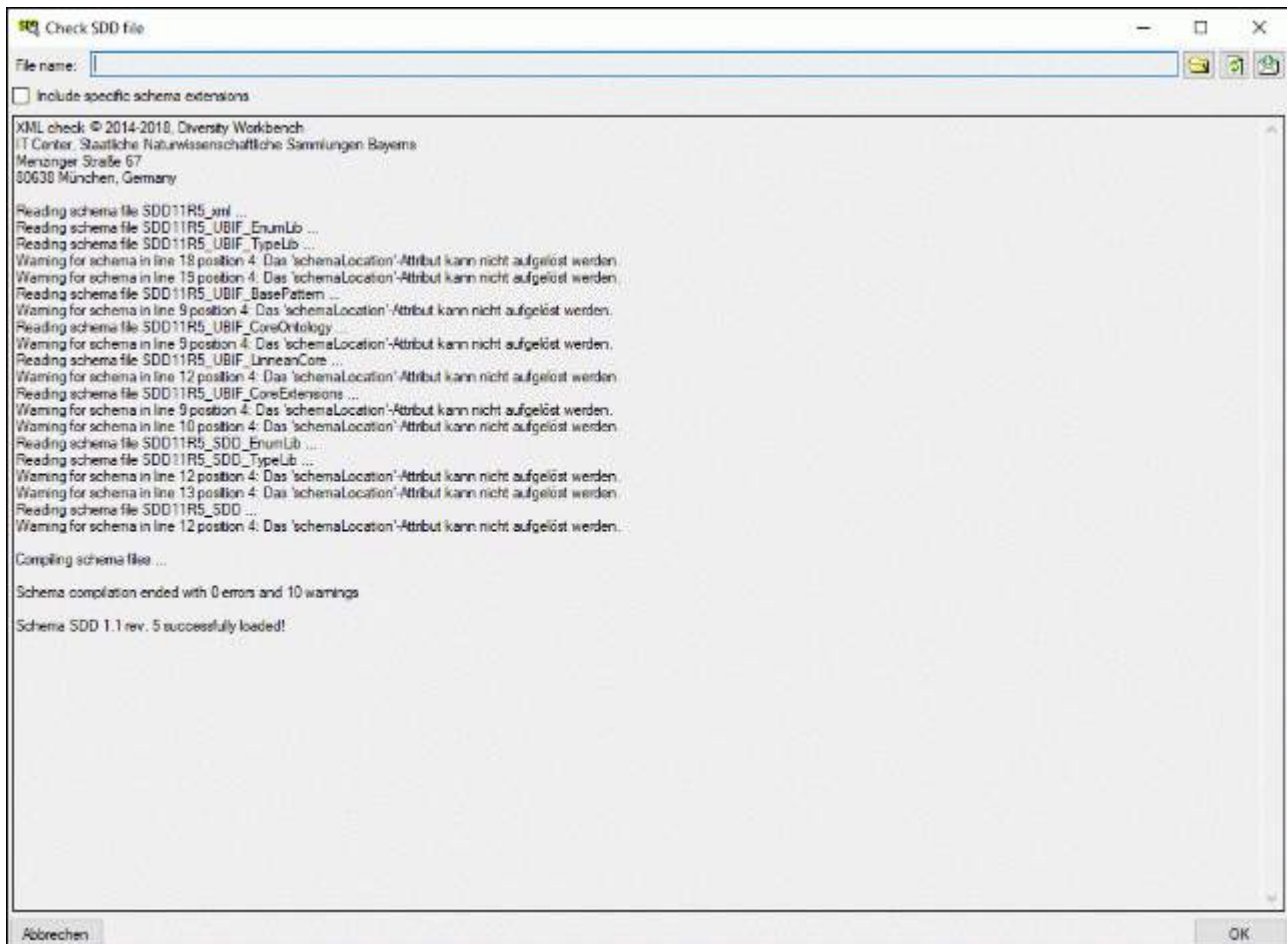 Check SDD file
File name:
Include specific schema extensions
XML check © 2014-2018, Diversity Workbench
IT Center, Staatliche Naturwissenschaftliche Sammlungen Bayerns
Menzinger Straße 67
80638 München, Germany
Reading schema file SDD11R5_xml ...
Reading schema file SDD11R5_UBIF_EnumLib ...
Reading schema file SDD11R5_UBIF_TypeLib ...
Warning for schema in line 18 position 4: Das 'schemaLocation'-Attribut kann nicht aufgelöst werden.
Warning for schema in line 19 position 4: Das 'schemaLocation'-Attribut kann nicht aufgelöst werden.
Reading schema file SDD11R5_UBIF_BasePattern ...
Warning for schema in line 9 position 4: Das 'schemaLocation'-Attribut kann nicht aufgelöst werden.
Reading schema file SDD11R5_UBIF_CoreOntology ...
Warning for schema in line 9 position 4: Das 'schemaLocation'-Attribut kann nicht aufgelöst werden.
Reading schema file SDD11R5_UBIF_LinneanCore ...
Warning for schema in line 12 position 4: Das 'schemaLocation'-Attribut kann nicht aufgelöst werden.
Reading schema file SDD11R5_UBIF_CoreExtensions ...
Warning for schema in line 9 position 4: Das 'schemaLocation'-Attribut kann nicht aufgelöst werden.
Warning for schema in line 10 position 4: Das 'schemaLocation'-Attribut kann nicht aufgelöst werden.
Reading schema file SDD11R5_SDD_EnumLib ...
Reading schema file SDD11R5_SDD_TypeLib ...
Warning for schema in line 12 position 4: Das 'schemaLocation'-Attribut kann nicht aufgelöst werden.
Warning for schema in line 13 position 4: Das 'schemaLocation'-Attribut kann nicht aufgelöst werden.
Reading schema file SDD11R5_SDD ...
Warning for schema in line 12 position 4: Das 'schemaLocation'-Attribut kann nicht aufgelöst werden.
Compiling schema files ...
Schema compilation ended with 0 errors and 10 warnings
Schema SDD 1.1 rev. 5 successfully loaded!
Abbrechen
OK